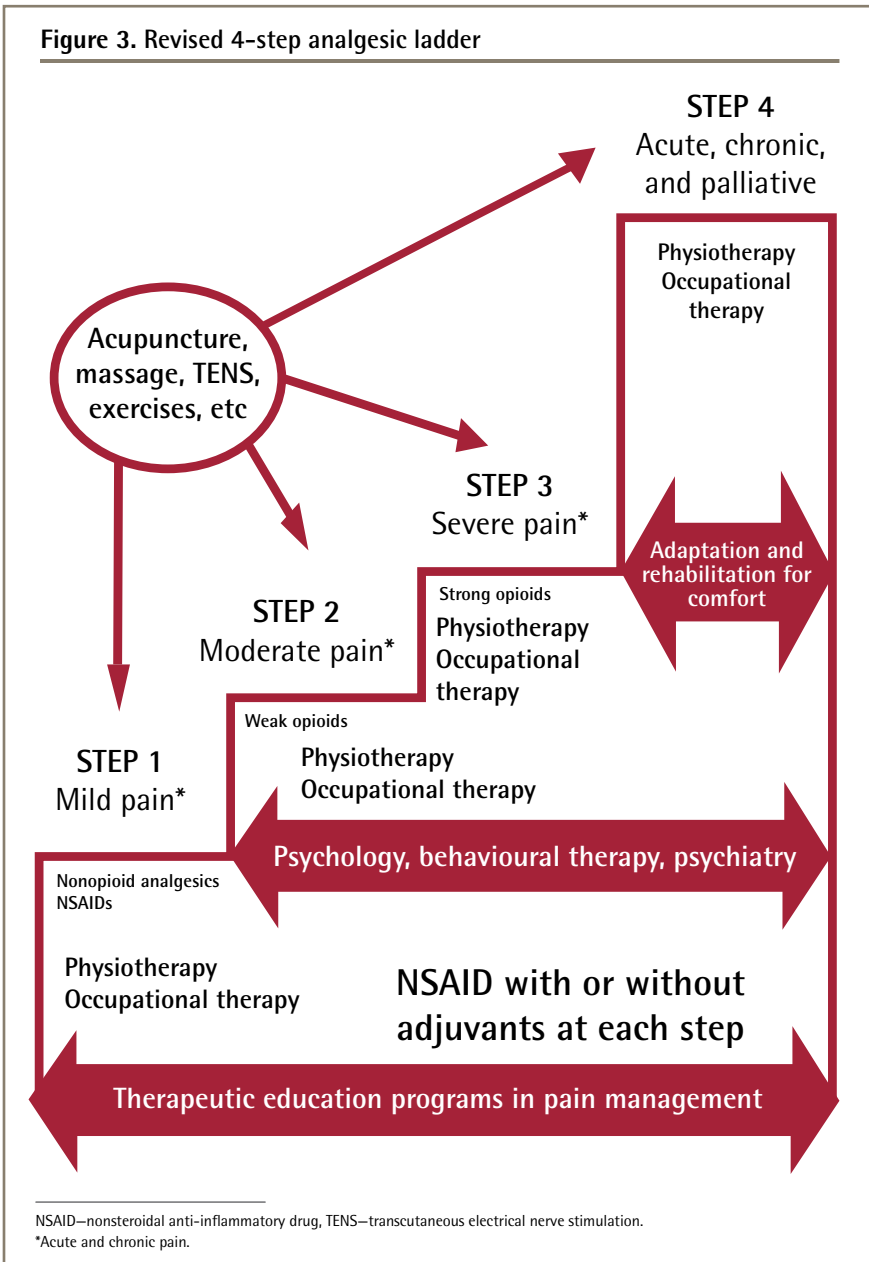 Figure 3. Revised 4-step analgesic ladder
STEP 4
Acute, chronic,
and palliative
Physiotherapy
Occupational
therapy
Acupuncture,
massage, TENS,
exercises, etc
STEP 3
Severe pain*
Adaptation and
rehabilitation for
comfort
Strong opioids
Physiotherapy
Occupational
therapy
STEP 2
Moderate pain*
Weak opioids
Physiotherapy
Occupational therapy
STEP 1
Mild pain*
Psychology, behavioural therapy, psychiatry
Nonopioid analgesics
NSAIDs
Physiotherapy
Occupational therapy
NSAID with or without
adjuvants at each step
Therapeutic education programs in pain management
NSAID—nonsteroidal anti-inflammatory drug, TENS—transcutaneous electrical nerve stimulation.
*Acute and chronic pain.